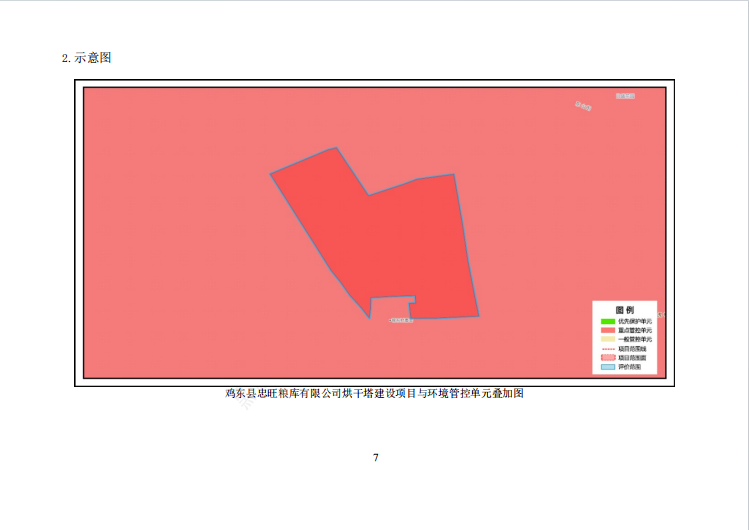 2. 示意图
图例
优先保护单元
重点管控单元
一般管控单元
项目范围线
项目范围面
评价范围
鸡东县忠旺粮库有限公司烘干塔建设项目与环境管控单元叠加图
7